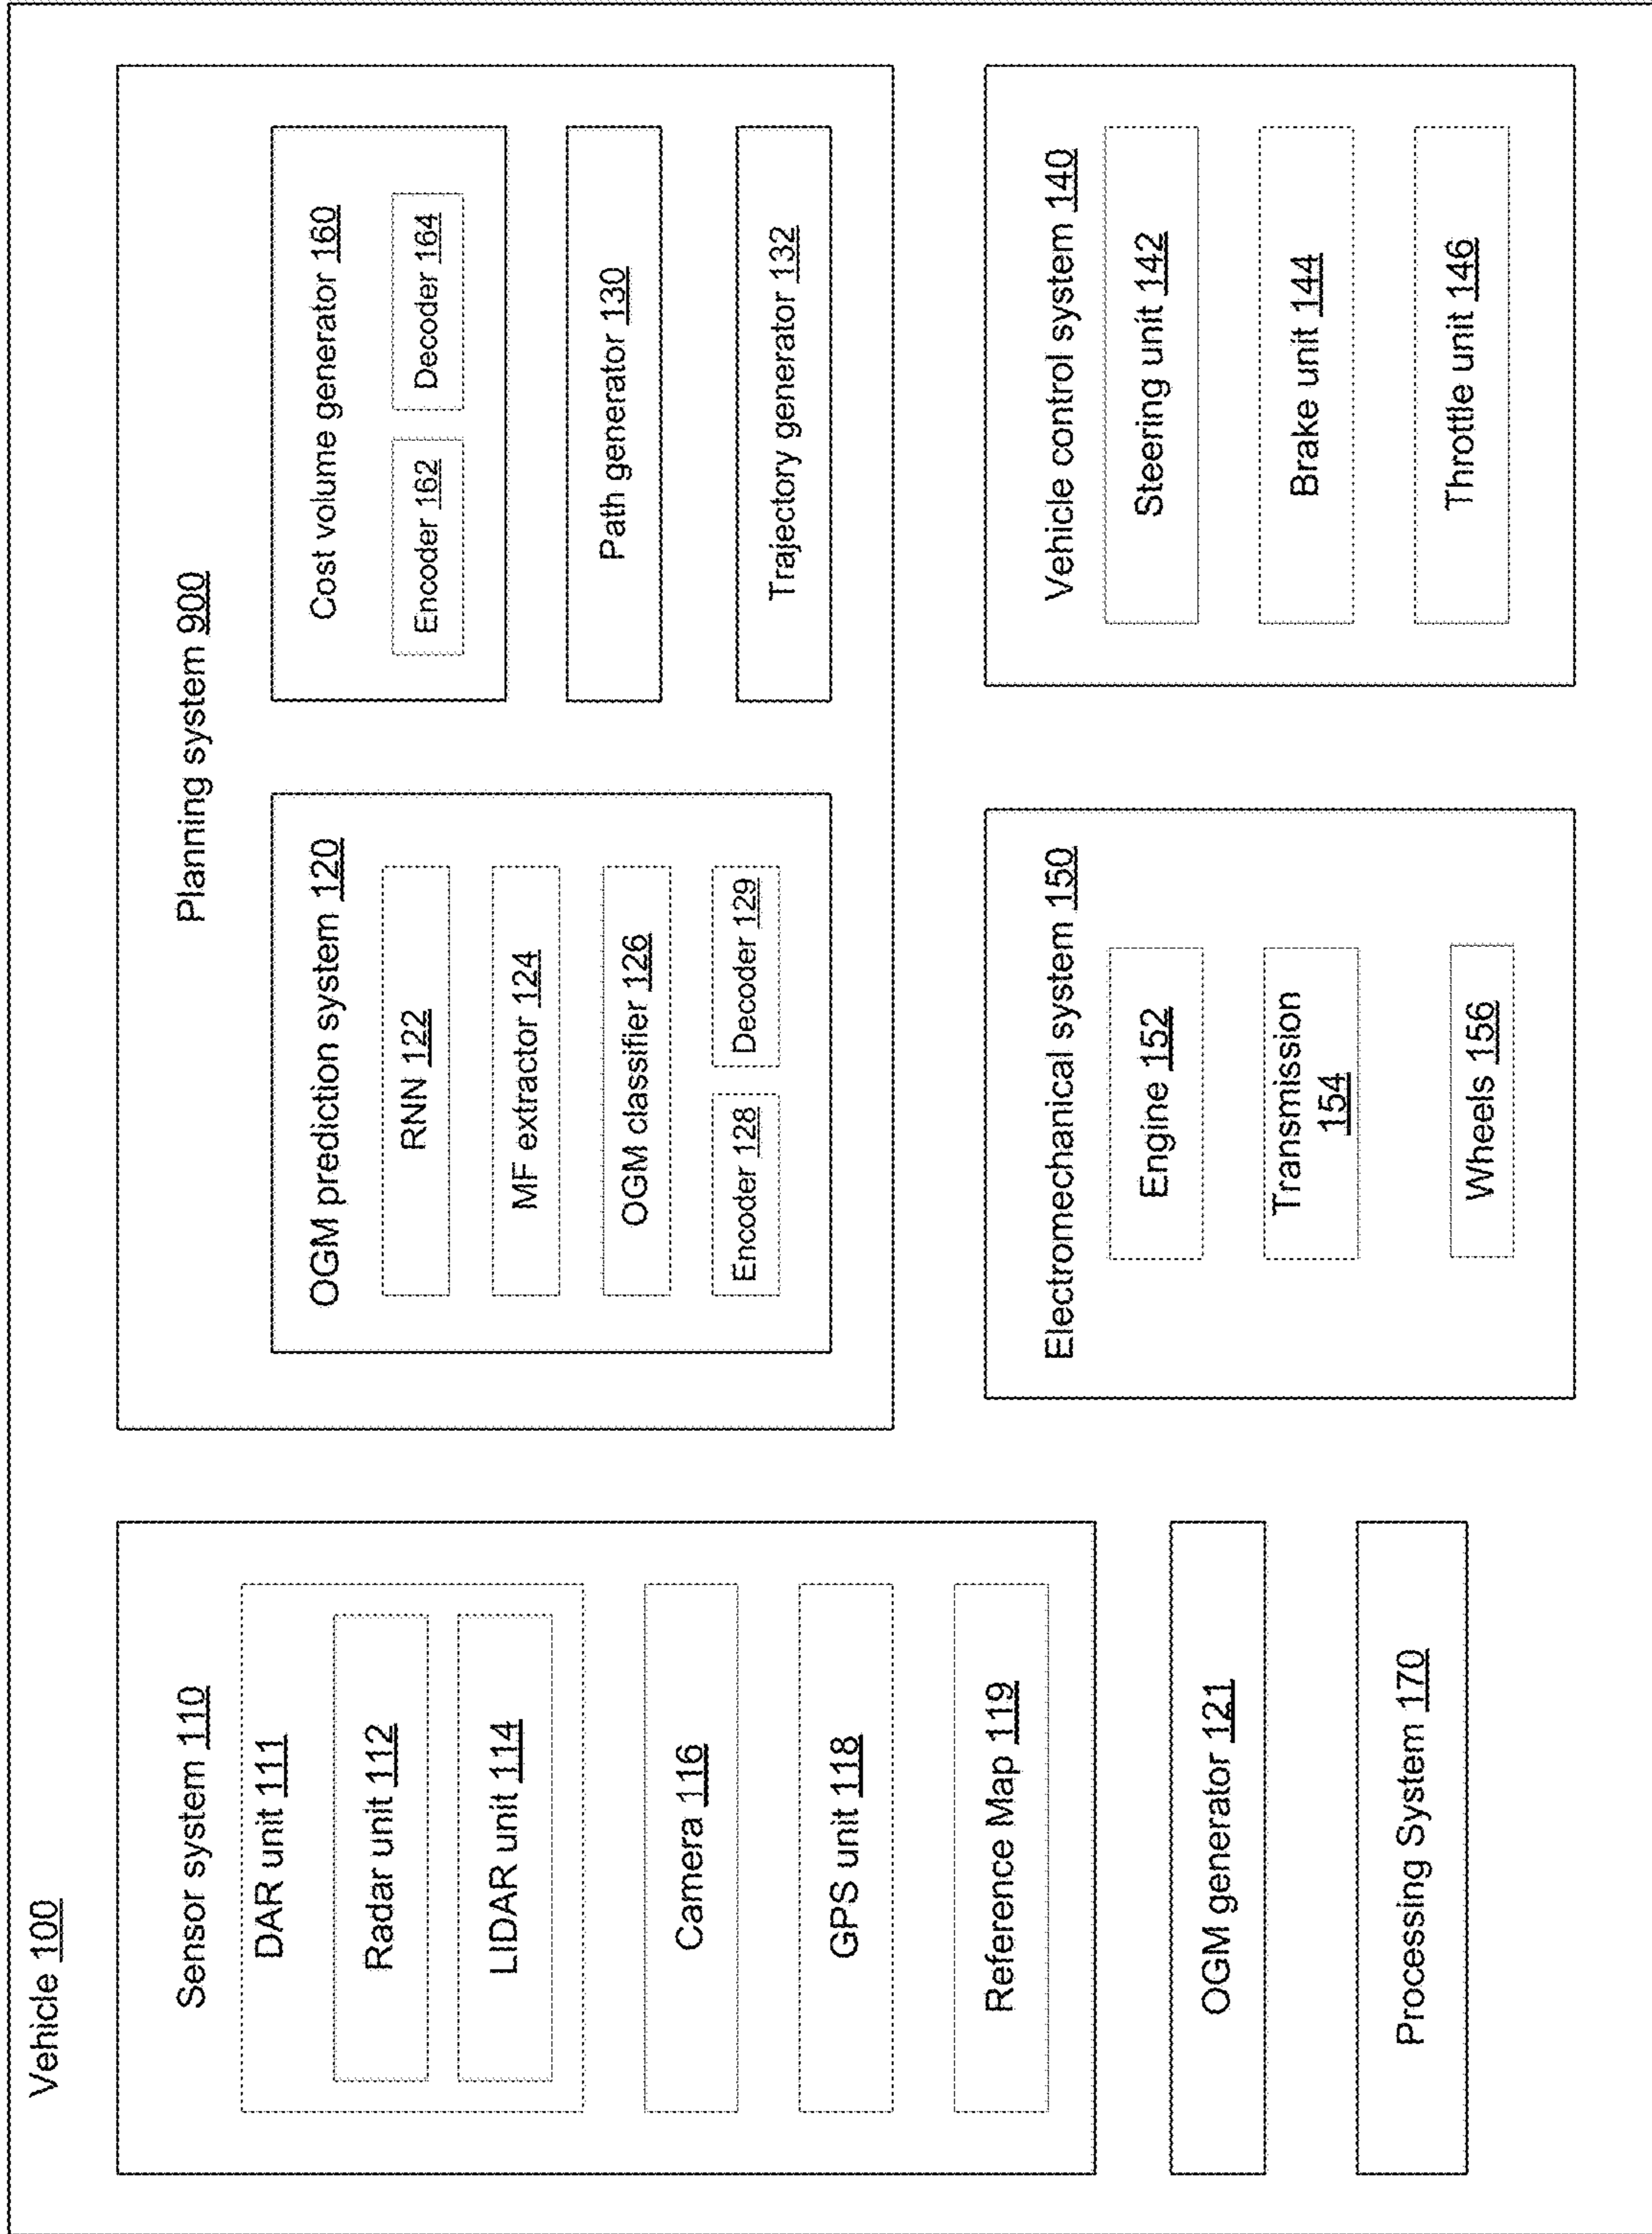 Vehicle 100
Sensor system 110
DAR unit 111
Radar unit 112
LIDAR unit 114
Camera 116
GPS unit 118
Reference Map 119
OGM generator 121
Processing System 170
Planning system 900
OGM prediction system 120
RNN 122
MF extractor 124
OGM classifier 126
Encoder 128
Decoder 129
Cost volume generator 160
Encoder 162
Decoder 164
Path generator 130
Trajectory generator 132
Electromechanical system 150
Engine 152
Transmission
154
Wheels 156
Vehicle control system 140
Steering unit 142
Brake unit 144
Throttle unit 146